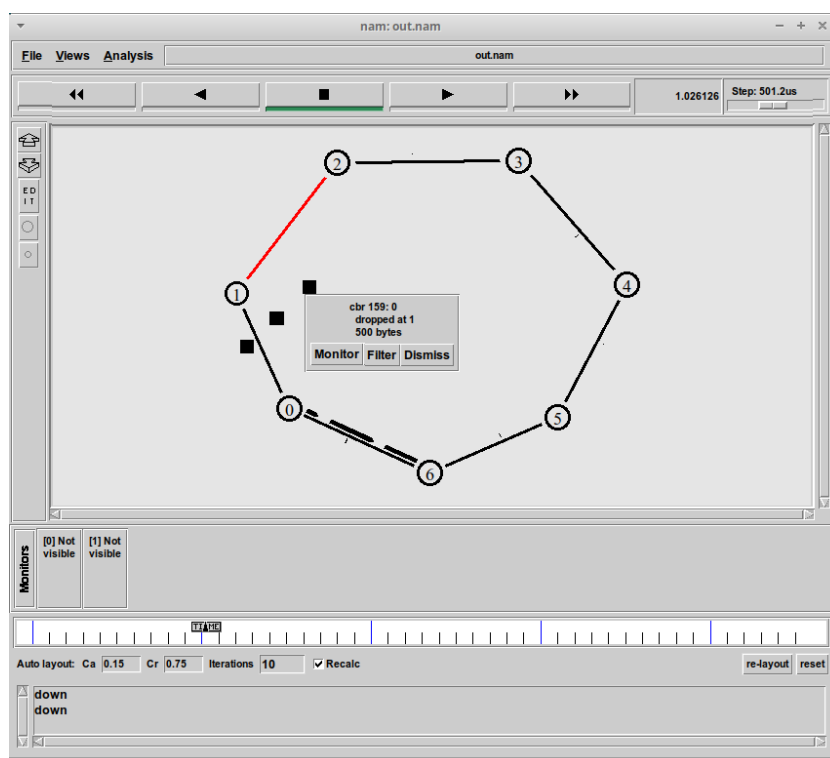 nam: out.nam
File Views Analysis out.nam
1.026126 Step: 501.2us
ED
IT
2
3
4
1
cbr 159: 0
dropped at 1
500 bytes
Monitor Filter Dismiss
0
5
6
Monitors
[0] Not
visible
[1] Not
visible
TIME
Auto layout: Ca 0.15 Cr 0.75 Iterations 10 Recalc re-layout reset
down
down